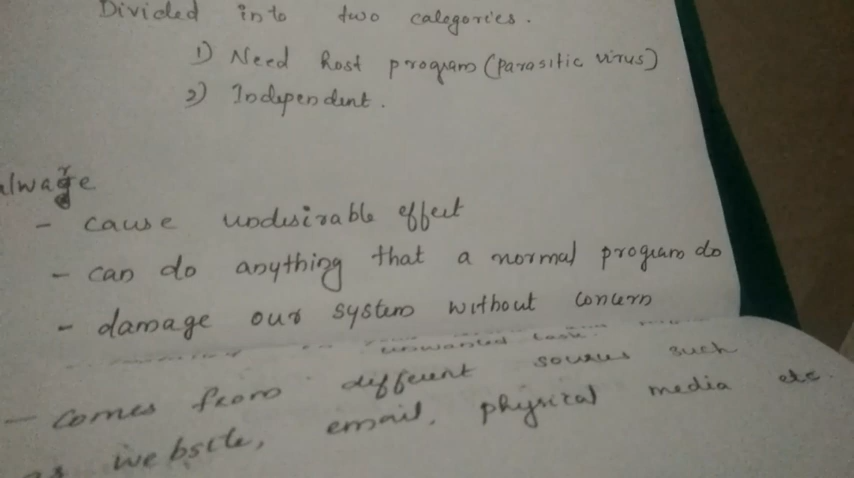 Divided into two categories.
1) Need Host program (parasitic virus)
2) Independent.
alware
- cause undesirable effect
- can do anything that a normal program do
- damage our system without concern
unwanted task
- comes from different sources such
as website, email, physical media etc.